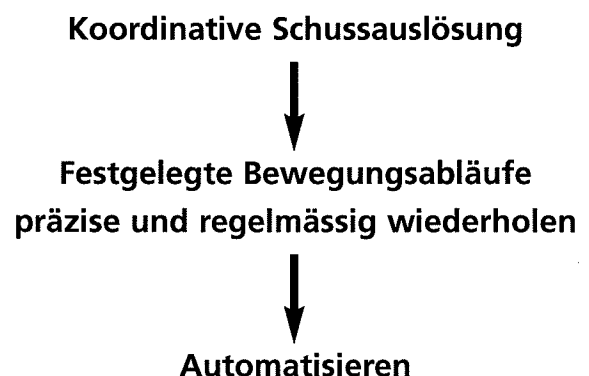 Koordinative Schussauslösung
Festgelegte Bewegungsabläufe
präzise und regelmässig wiederholen
Automatisieren